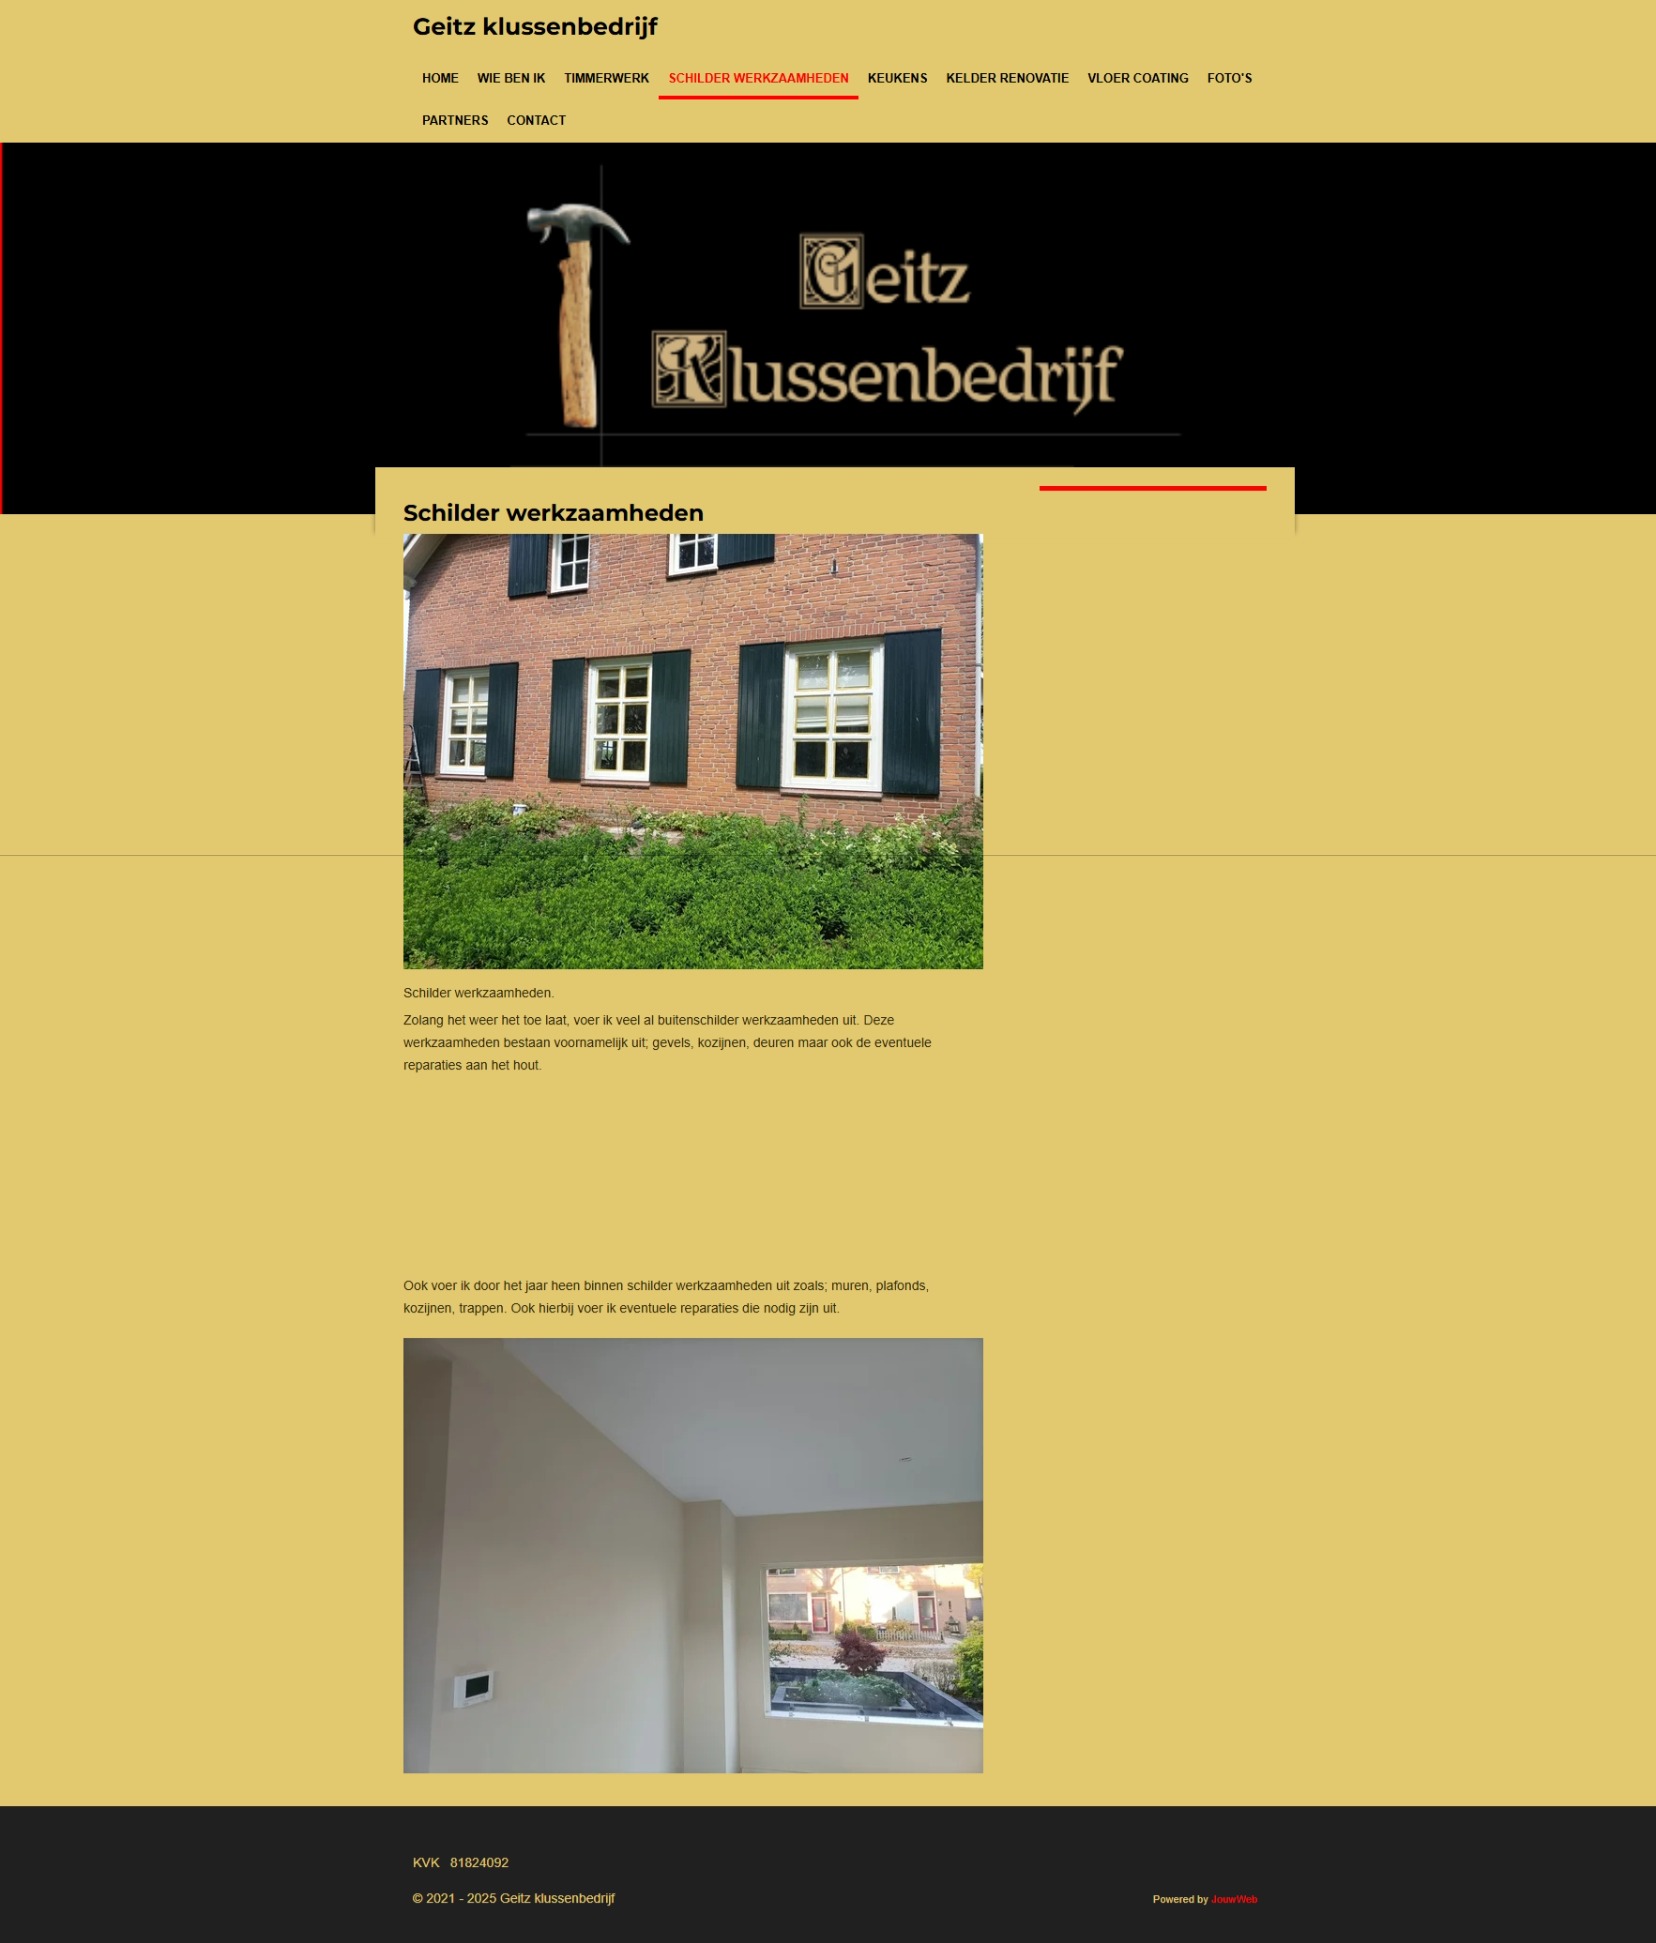 Geitz klussenbedrijf
HOME WIE BEN IK TIMMERWERK SCHILDER WERKZAAMHEDEN KEUKENS KELDER RENOVATIE VLOER COATING FOTO'S
PARTNERS CONTACT
Geitz
Klussenbedrijf
Schilder werkzaamheden
Schilder werkzaamheden.
Zolang het weer het toe laat, voer ik veel al buitenschilder werkzaamheden uit. Deze
werkzaamheden bestaan voornamelijk uit; gevels, kozijnen, deuren maar ook de eventuele
reparaties aan het hout.
Ook voer ik door het jaar heen binnen schilder werkzaamheden uit zoals; muren, plafonds,
kozijnen, trappen. Ook hierbij voer ik eventuele reparaties die nodig zijn uit.
KVK 81824092
© 2021 - 2025 Geitz klussenbedrijf
Powered by JouwWeb